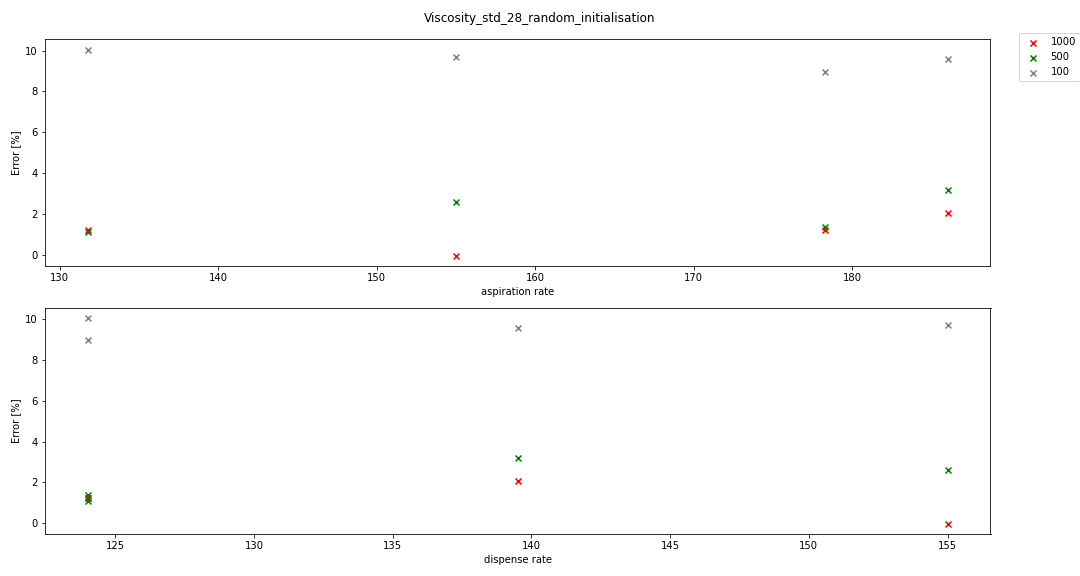 Viscosity_std_28_random_initialisation
1000
500
100
Error [%]
10
8
6
4
2
0
130 140 150 160 170 180
aspiration rate
Error [%]
10
8
6
4
2
0
125 130 135 140 145 150 155
dispense rate